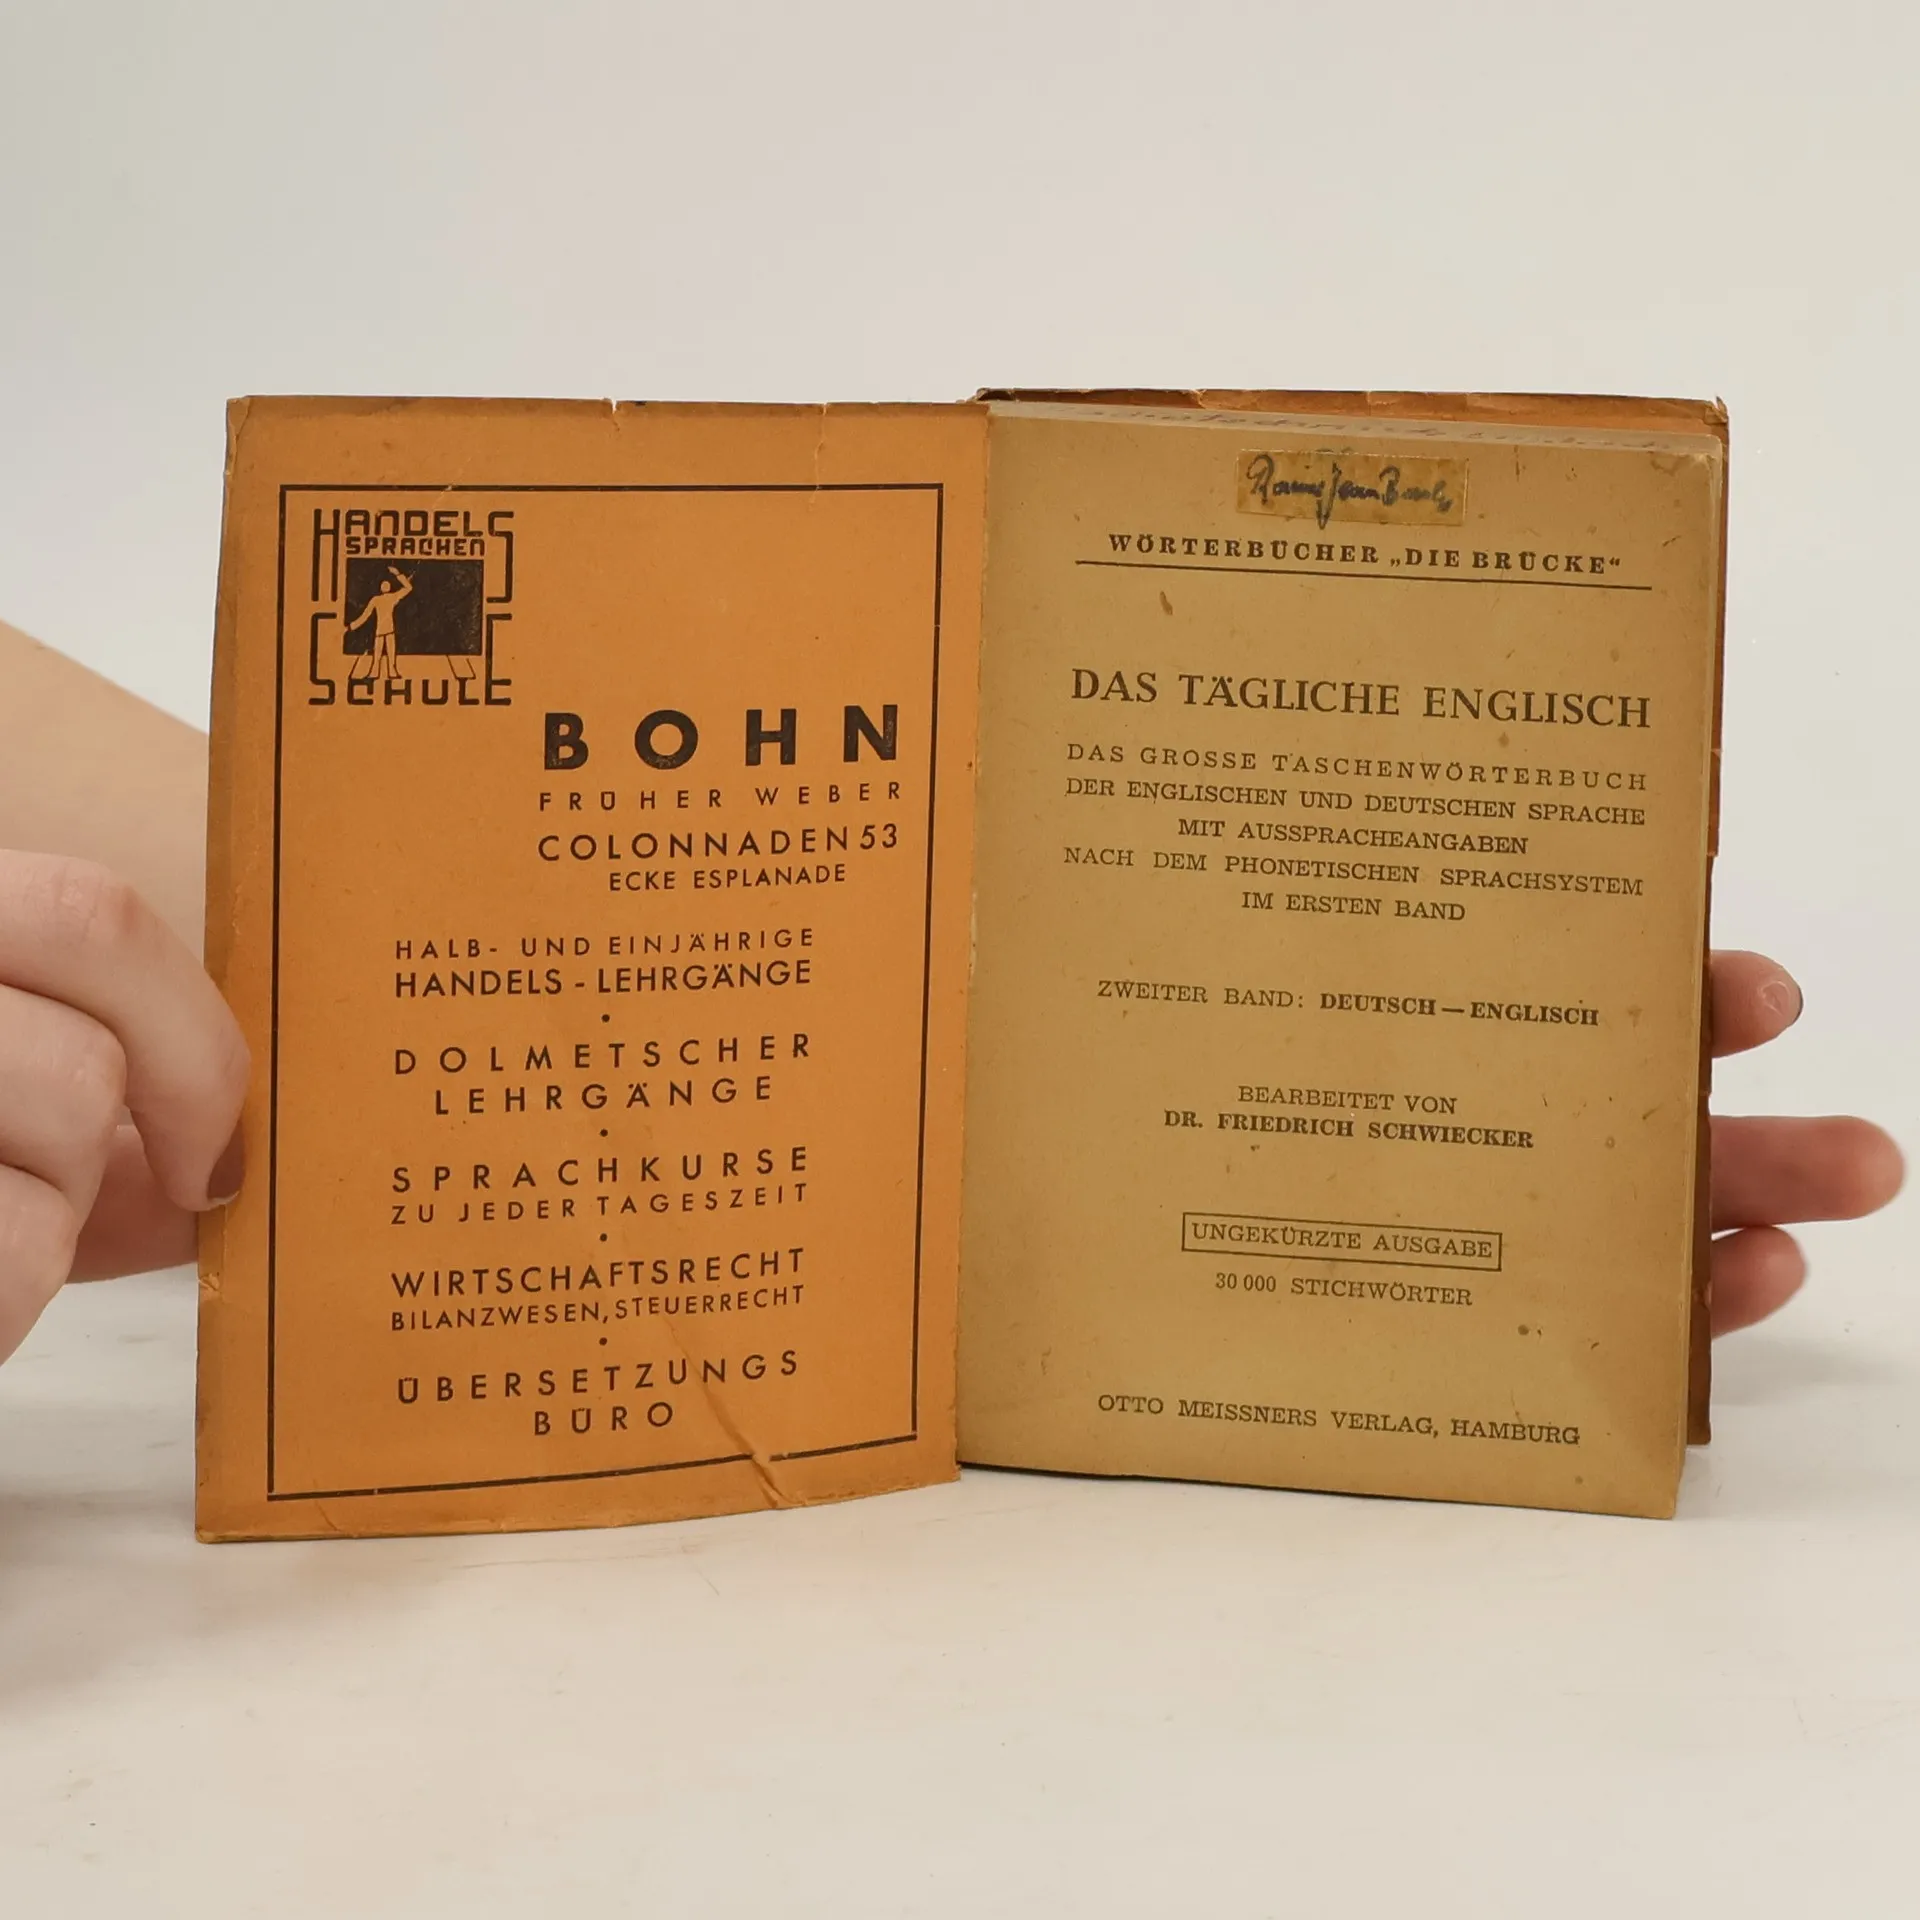 HANDELS
SPRACHEN
SCHULE
BOHN
FRÜHER WEBER
COLONNADEN 53
ECKE ESPLANADE
HALB- UND EINJÄHRIGE
HANDELS - LEHRGÄNGE
•
DOLMETSCHER
LEHRGÄNGE
•
SPRACHKURSE
ZU JEDER TAGESZEIT
•
WIRTSCHAFTSRECHT
BILANZWESEN, STEUERRECHT
•
ÜBERSETZUNGS
BÜRO
WÖRTERBÜCHER „DIE BRÜCKE“
DAS TÄGLICHE ENGLISCH
DAS GROSSE TASCHENWÖRTERBUCH
DER ENGLISCHEN UND DEUTSCHEN SPRACHE
MIT AUSSPRACHEANGABEN
NACH DEM PHONETISCHEN SPRACHSYSTEM
IM ERSTEN BAND
ZWEITER BAND: DEUTSCH — ENGLISCH
BEARBEITET VON
DR. FRIEDRICH SCHWIECKER
UNGEKÜRZTE AUSGABE
30 000 STICHWÖRTER
OTTO MEISSNERS VERLAG, HAMBURG